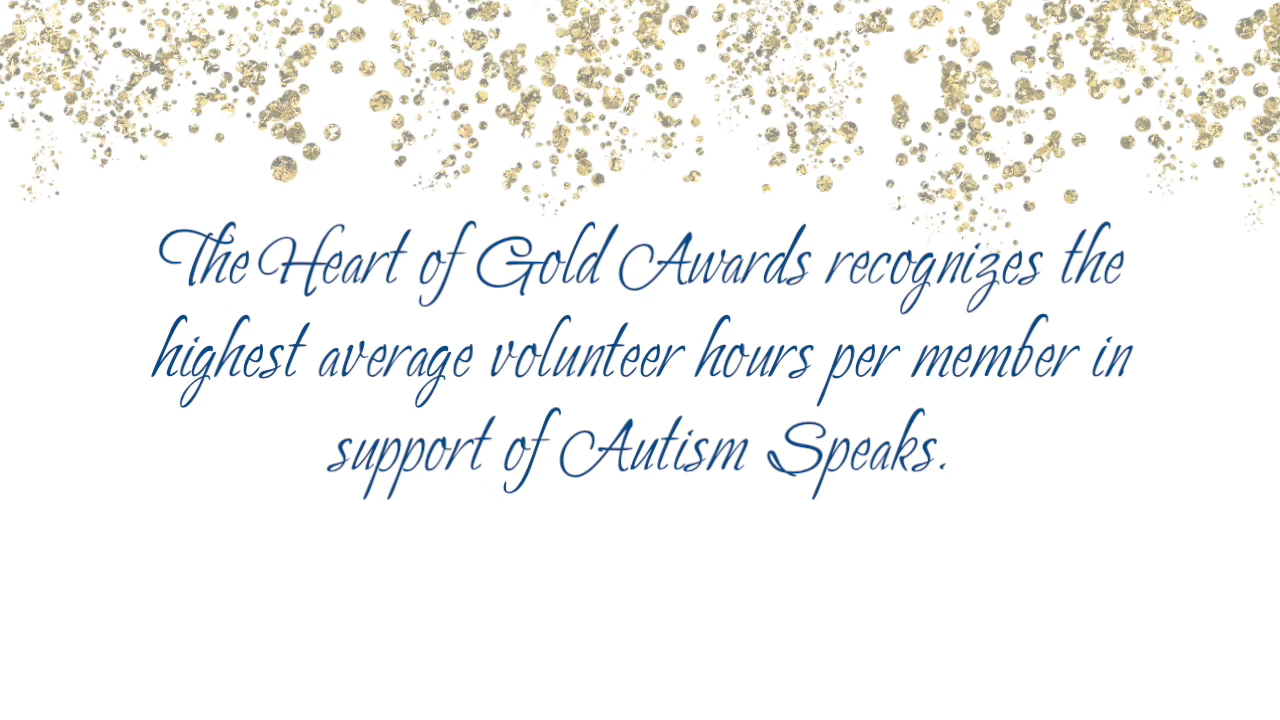 The Heart of Gold Awards recognizes the
highest average volunteer hours per member in
support of Autism Speaks.